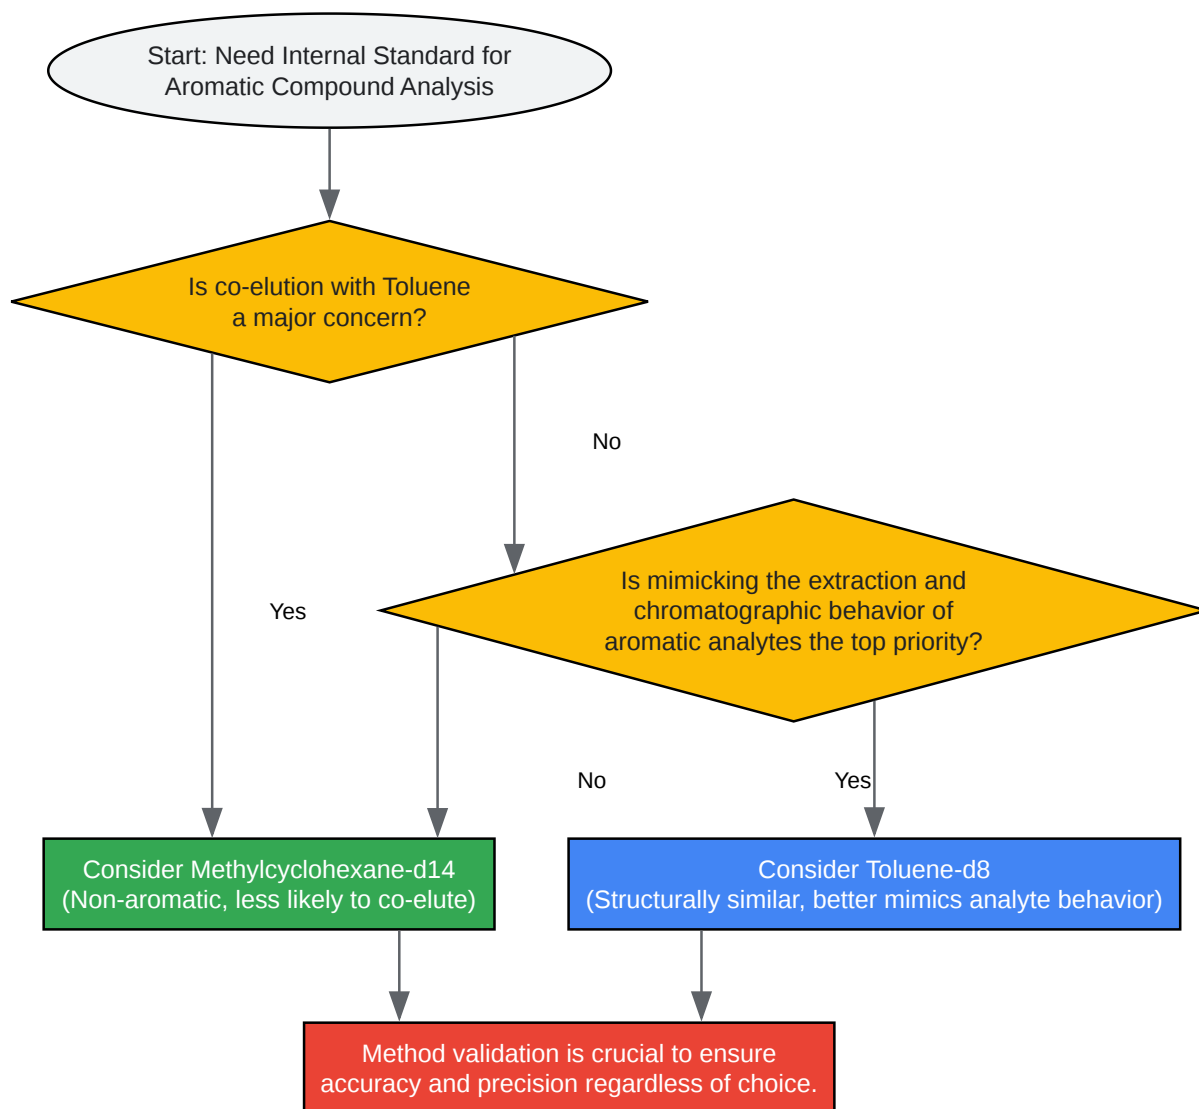 Start: Need Internal Standard for
Aromatic Compound Analysis
Is co-elution with Toluene
a major concern?
No
Is mimicking the extraction and
chromatographic behavior of
aromatic analytes the top priority?
Yes
No
Yes
Consider Methylcyclohexane-d14
(Non-aromatic, less likely to co-elute)
Consider Toluene-d8
(Structurally similar, better mimics analyte behavior)
Method validation is crucial to ensure
accuracy and precision regardless of choice.